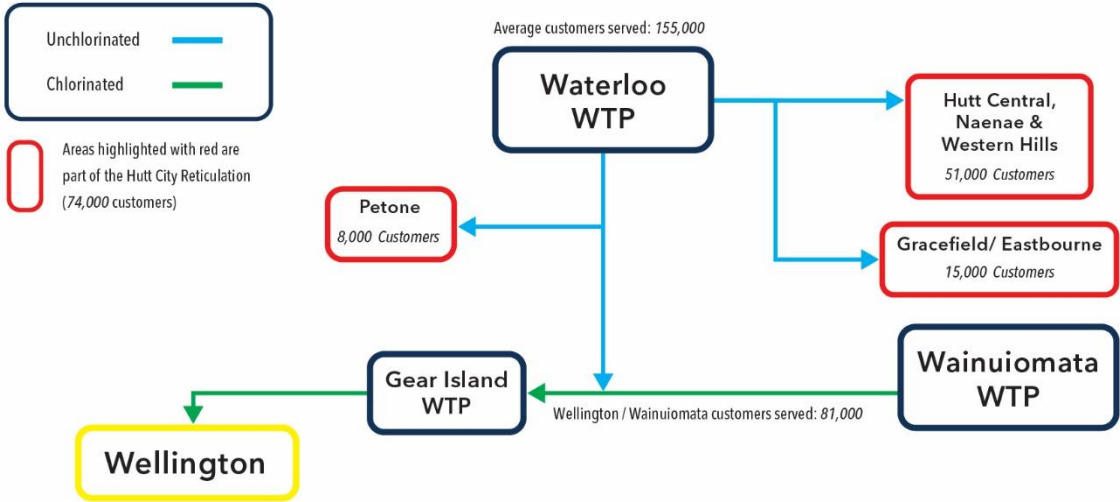 Unchlorinated
Chlorinated
Areas highlighted with red are
part of the Hutt City Reticulation
(74,000 customers)
Average customers served: 155,000
Waterloo
WTP
Hutt Central,
Naenae &
Western Hills
51,000 Customers
Petone
8,000 Customers
Gracefield/ Eastbourne
15,000 Customers
Gear Island
WTP
Wellington / Wainuiomata customers served: 81,000
Wainuiomata
WTP
Wellington